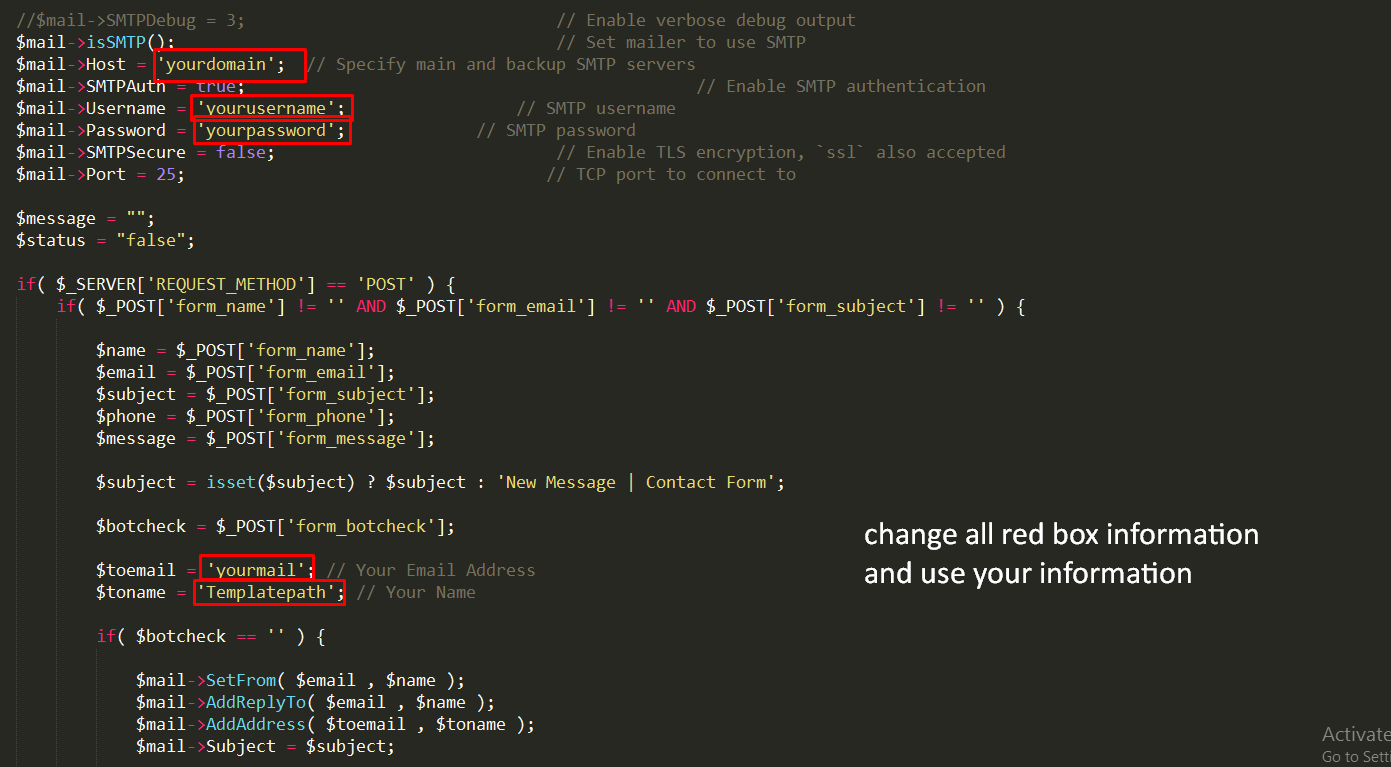 //$mail->SMTPDebug = 3; // Enable verbose debug output
$mail->isSMTP(); // Set mailer to use SMTP
$mail->Host = 'yourdomain'; // Specify main and backup SMTP servers
$mail->SMTPAuth = true; // Enable SMTP authentication
$mail->Username = 'yourusername'; // SMTP username
$mail->Password = 'yourpassword'; // SMTP password
$mail->SMTPSecure = false; // Enable TLS encryption, `ssl` also accepted
$mail->Port = 25; // TCP port to connect to
$message = "";
$status = "false";
if( $_SERVER['REQUEST_METHOD'] == 'POST' ) {
if( $_POST['form_name'] != '' AND $_POST['form_email'] != '' AND $_POST['form_subject'] != '' ) {
$name = $_POST['form_name'];
$email = $_POST['form_email'];
$subject = $_POST['form_subject'];
$phone = $_POST['form_phone'];
$message = $_POST['form_message'];
$subject = isset($subject) ? $subject : 'New Message | Contact Form';
$botcheck = $_POST['form_botcheck'];
$toemail = 'yourmail'; // Your Email Address
$toname = 'Templatepath'; // Your Name
change all red box information
and use your information
if( $botcheck == '' ) {
$mail->SetFrom( $email , $name );
$mail->AddReplyTo( $email , $name );
$mail->AddAddress( $toemail , $toname );
$mail->Subject = $subject;
Activate
Go to Sett